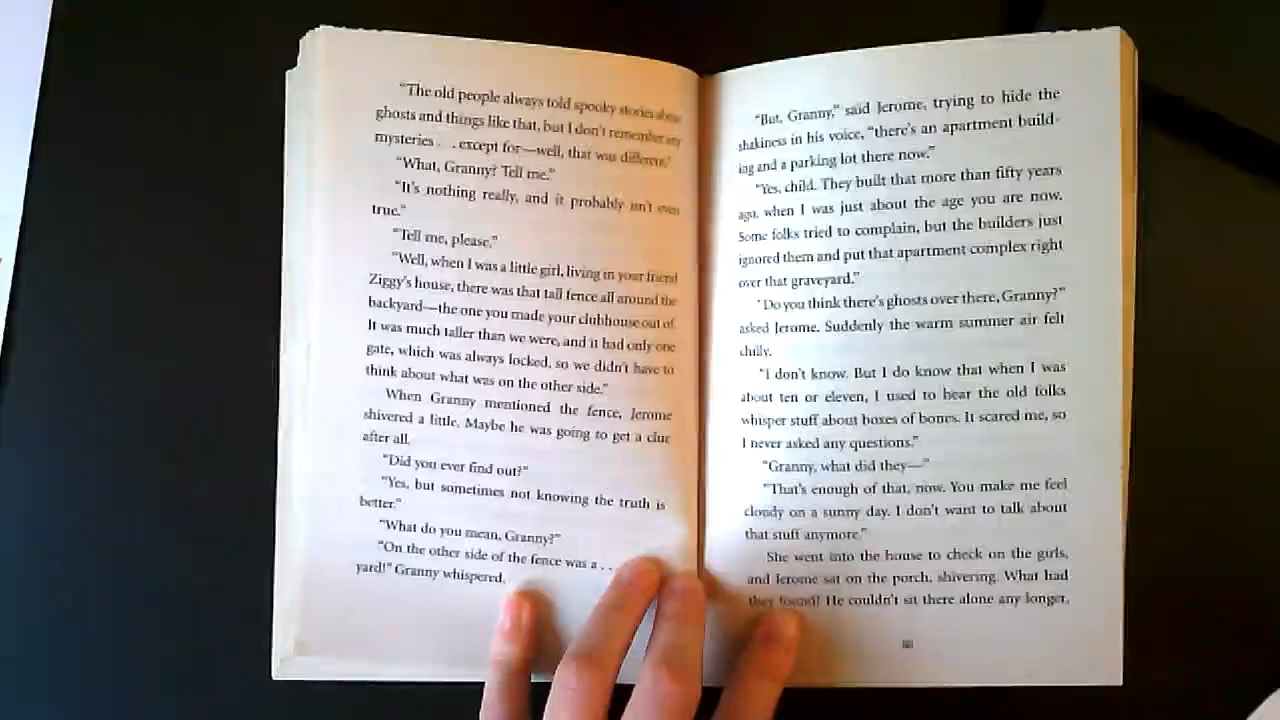 "The old people always told spooky stories about
ghosts and things like that, but I don't remember any
mysteries . . . except for—well, that was different."
"What, Granny? Tell me."
"It's nothing really, and it probably isn't even
true."
"Tell me, please."
"Well, when I was a little girl, living in your friend
Ziggy's house, there was that tall fence all around the
backyard—the one you made your clubhouse out of.
It was much taller than we were, and it had only one
gate, which was always locked, so we didn't have to
think about what was on the other side."
When Granny mentioned the fence, Jerome
shivered a little. Maybe he was going to get a clue
after all.
"Did you ever find out?"
"Yes, but sometimes not knowing the truth is
better."
"What do you mean, Granny?"
"On the other side of the fence was a . .
yard!" Granny whispered.
"But, Granny," said Jerome, trying to hide the
shakiness in his voice, "there's an apartment build-
ing and a parking lot there now."
"Yes, child. They built that more than fifty years
ago, when I was just about the age you are now.
Some folks tried to complain, but the builders just
ignored them and put that apartment complex right
over that graveyard."
"Do you think there's ghosts over there, Granny?"
asked Jerome. Suddenly the warm summer air felt
chilly.
"I don't know. But I do know that when I was
about ten or eleven, I used to hear the old folks
whisper stuff about boxes of bones. It scared me, so
I never asked any questions."
"Granny, what did they—"
"That's enough of that, now. You make me feel
cloudy on a sunny day. I don't want to talk about
that stuff anymore."
She went into the house to check on the girls,
and Jerome sat on the porch, shivering. What had
they found? He couldn't sit there alone any longer,